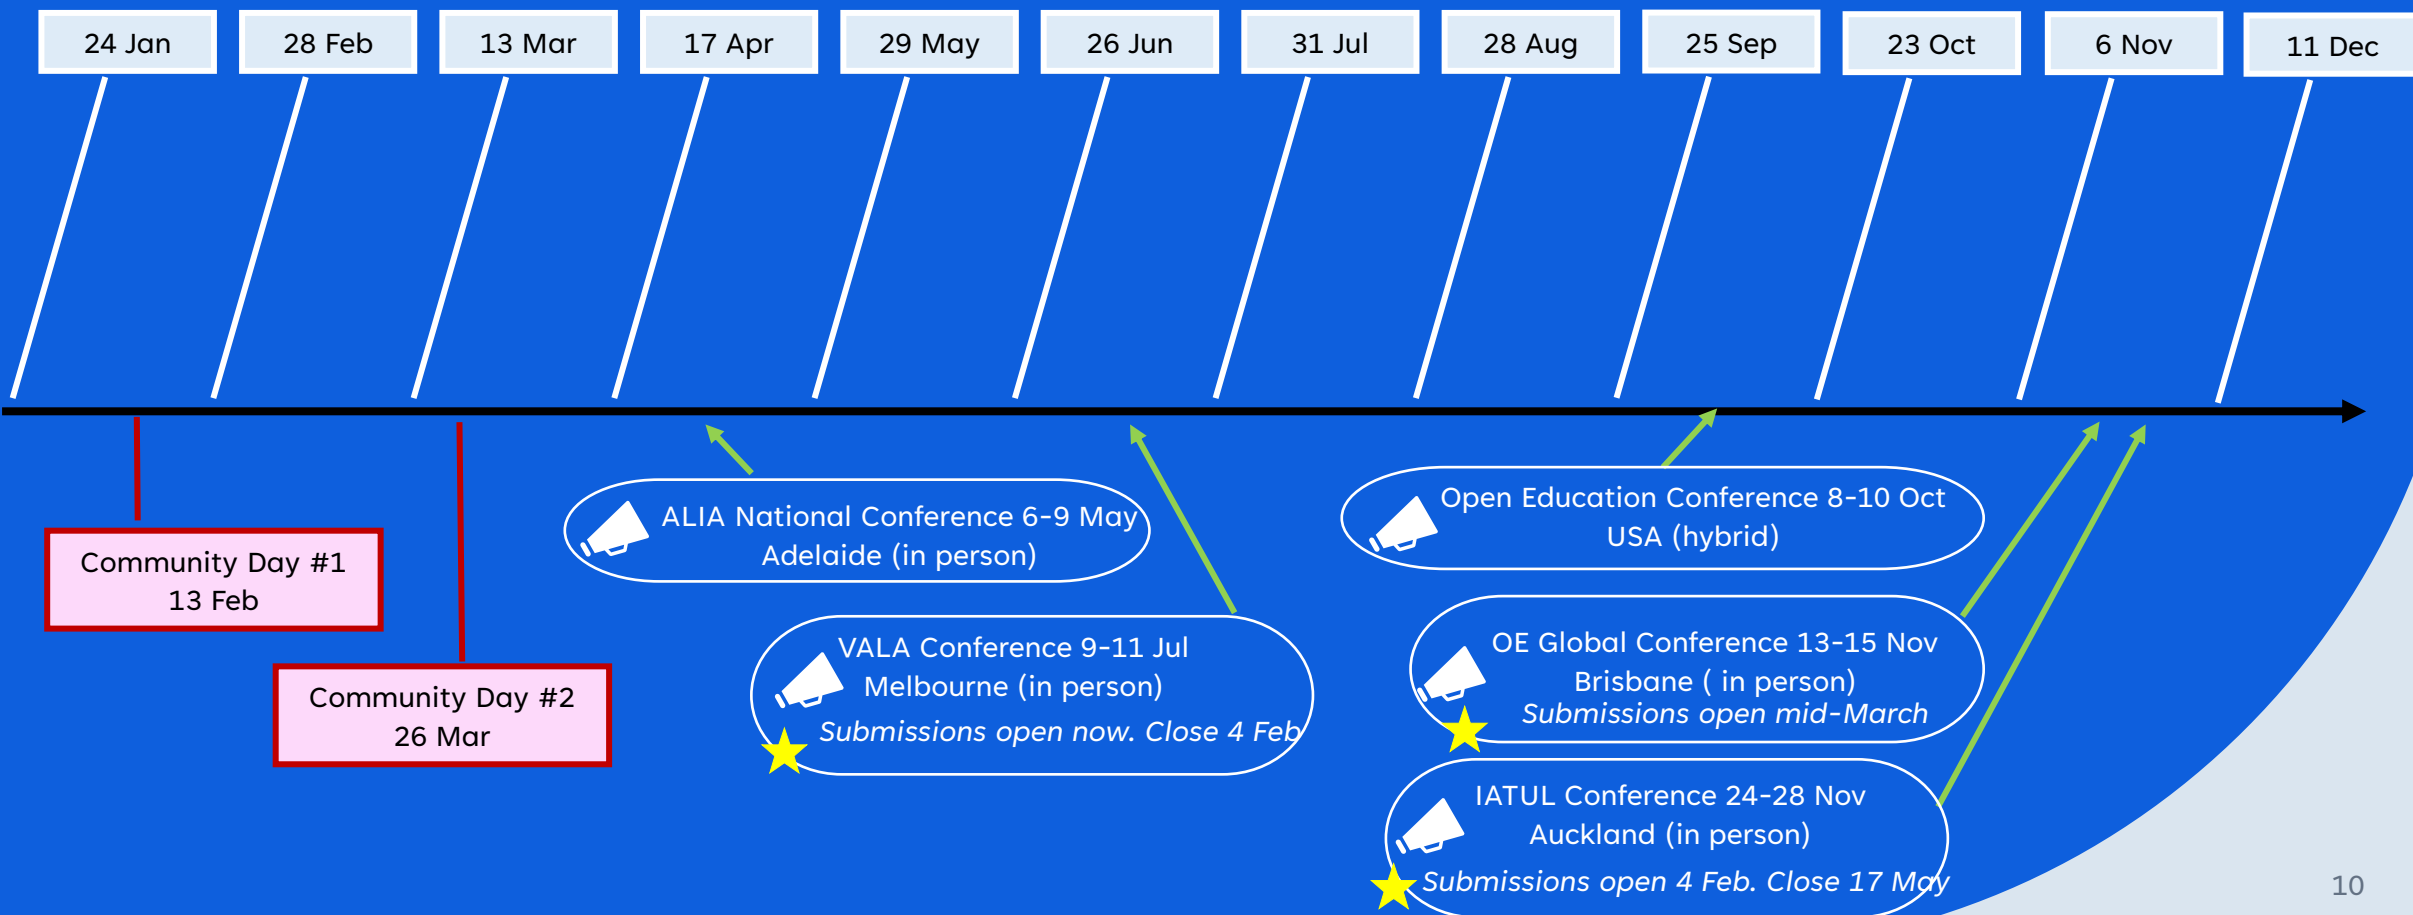 24 Jan
28 Feb
13 Mar
17 Apr
29 May
26 Jun
31 Jul
28 Aug
25 Sep
23 Oct
6 Nov
11 Dec
Community Day #1
13 Feb
Community Day #2
26 Mar
ALIA National Conference 6-9 May
Adelaide (in person)
VALA Conference 9-11 Jul
Melbourne (in person)
Submissions open now. Close 4 Feb
Open Education Conference 8-10 Oct
USA (hybrid)
OE Global Conference 13-15 Nov
Brisbane ( in person)
Submissions open mid-March
IATUL Conference 24-28 Nov
Auckland (in person)
Submissions open 4 Feb. Close 17 May
10